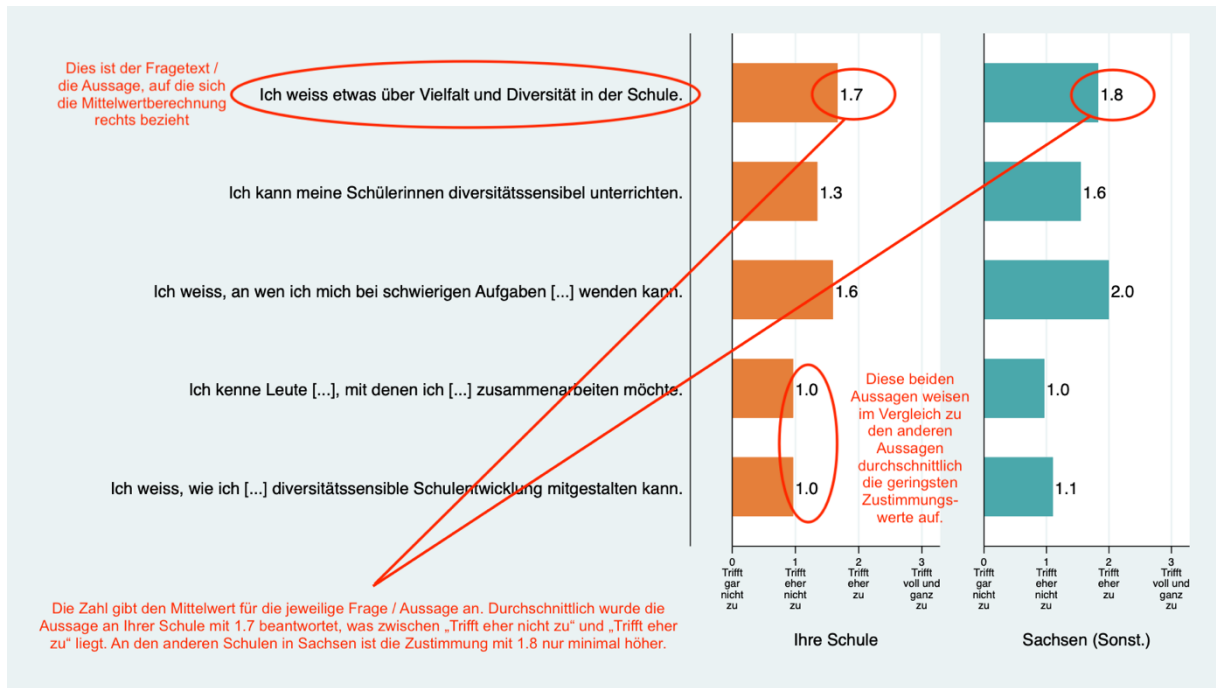 Dies ist der Fragetext /
die Aussage, auf die sich
die Mittelwertberechnung
rechts bezieht
Ich weiss etwas über Vielfalt und Diversität in der Schule.
1.7
1.8
Ich kann meine Schülerinnen diversitätssensibel unterrichten.
1.3
1.6
Ich weiss, an wen ich mich bei schwierigen Aufgaben [...] wenden kann.
1.6
2.0
Ich kenne Leute [...], mit denen ich [...] zusammenarbeiten möchte.
1.0
1.0
Diese beiden
Aussagen weisen
im Vergleich zu
den anderen
Aussagen
durchschnittlich
die geringsten
Zustimmungs-
werte auf.
Ich weiss, wie ich [...] diversitätssensible Schulentwicklung mitgestalten kann.
1.0
1.1
0
Trifft
gar
nicht
zu
1
Trifft
eher
nicht
zu
2
Trifft
eher
zu
3
Trifft
voll und
ganz
zu
0
Trifft
gar
nicht
zu
1
Trifft
eher
nicht
zu
2
Trifft
eher
zu
3
Trifft
voll und
ganz
zu
Ihre Schule
Sachsen (Sonst.)
Die Zahl gibt den Mittelwert für die jeweilige Frage / Aussage an. Durchschnittlich wurde die
Aussage an Ihrer Schule mit 1.7 beantwortet, was zwischen „Trifft eher nicht zu“ und „Trifft eher
zu“ liegt. An den anderen Schulen in Sachsen ist die Zustimmung mit 1.8 nur minimal höher.